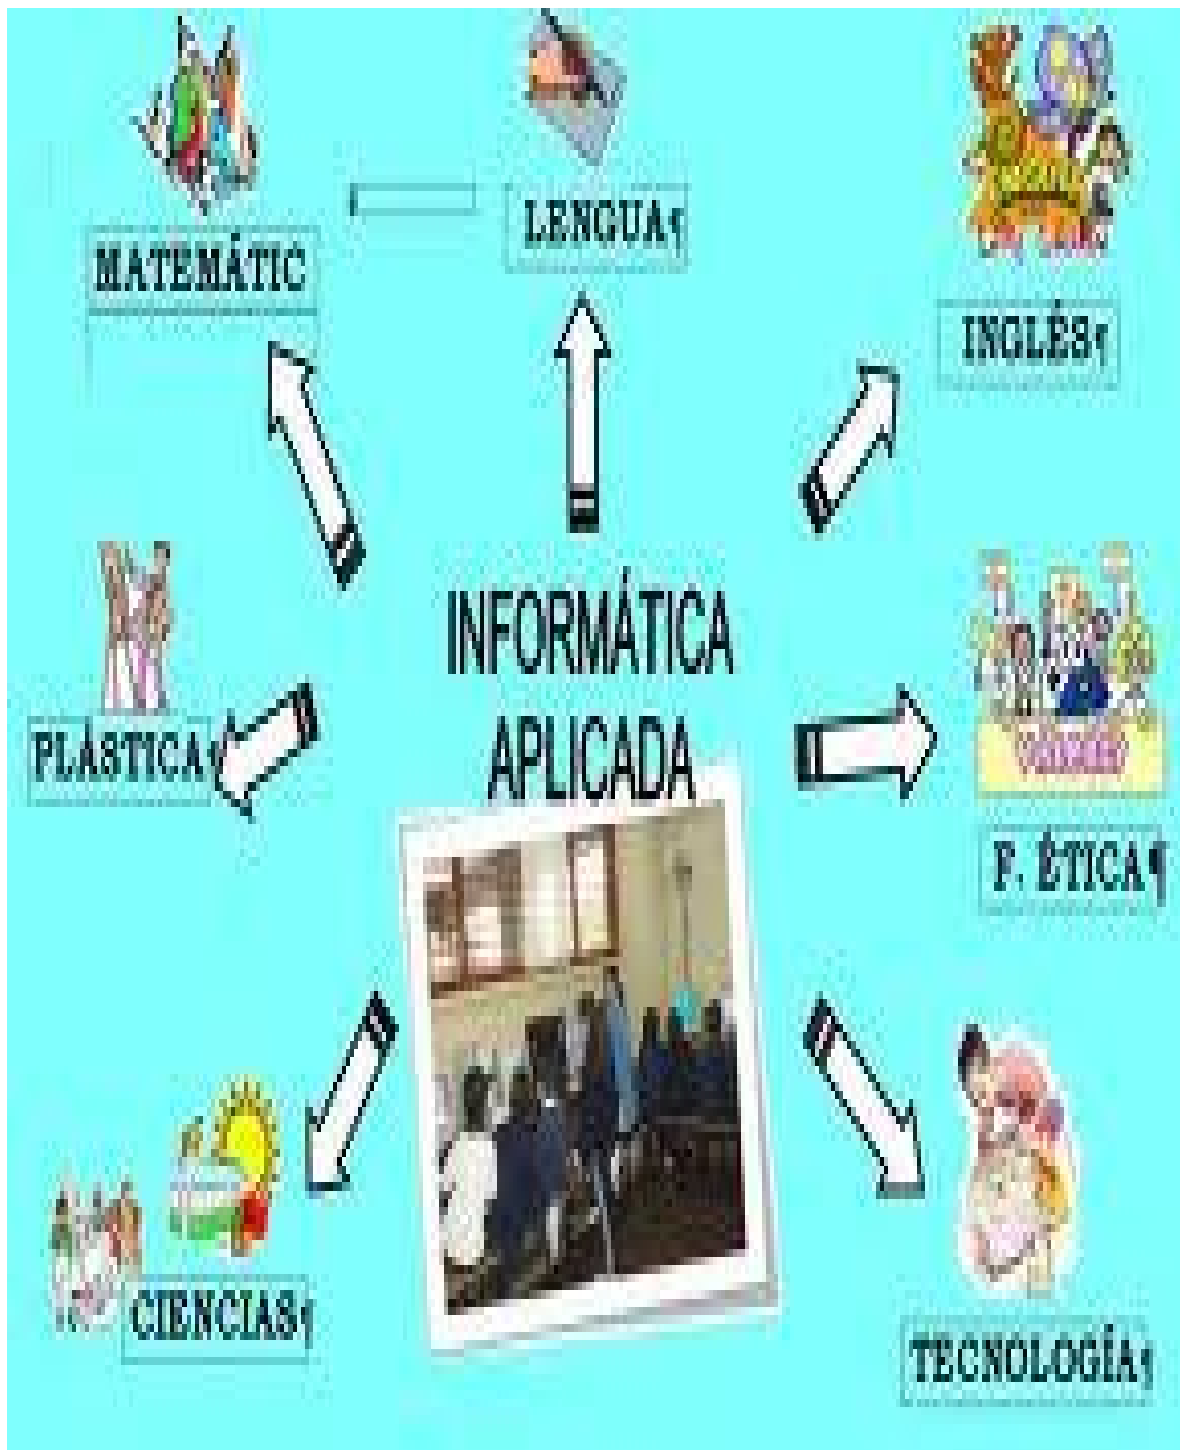 LENGUA¶
MATEMÁTIC
INGLÉS¶
INFORMÁTICA
APLICADA
PLÁSTICA¶
F. ÉTICA¶
CIENCIAS¶
TECNOLOGÍA¶